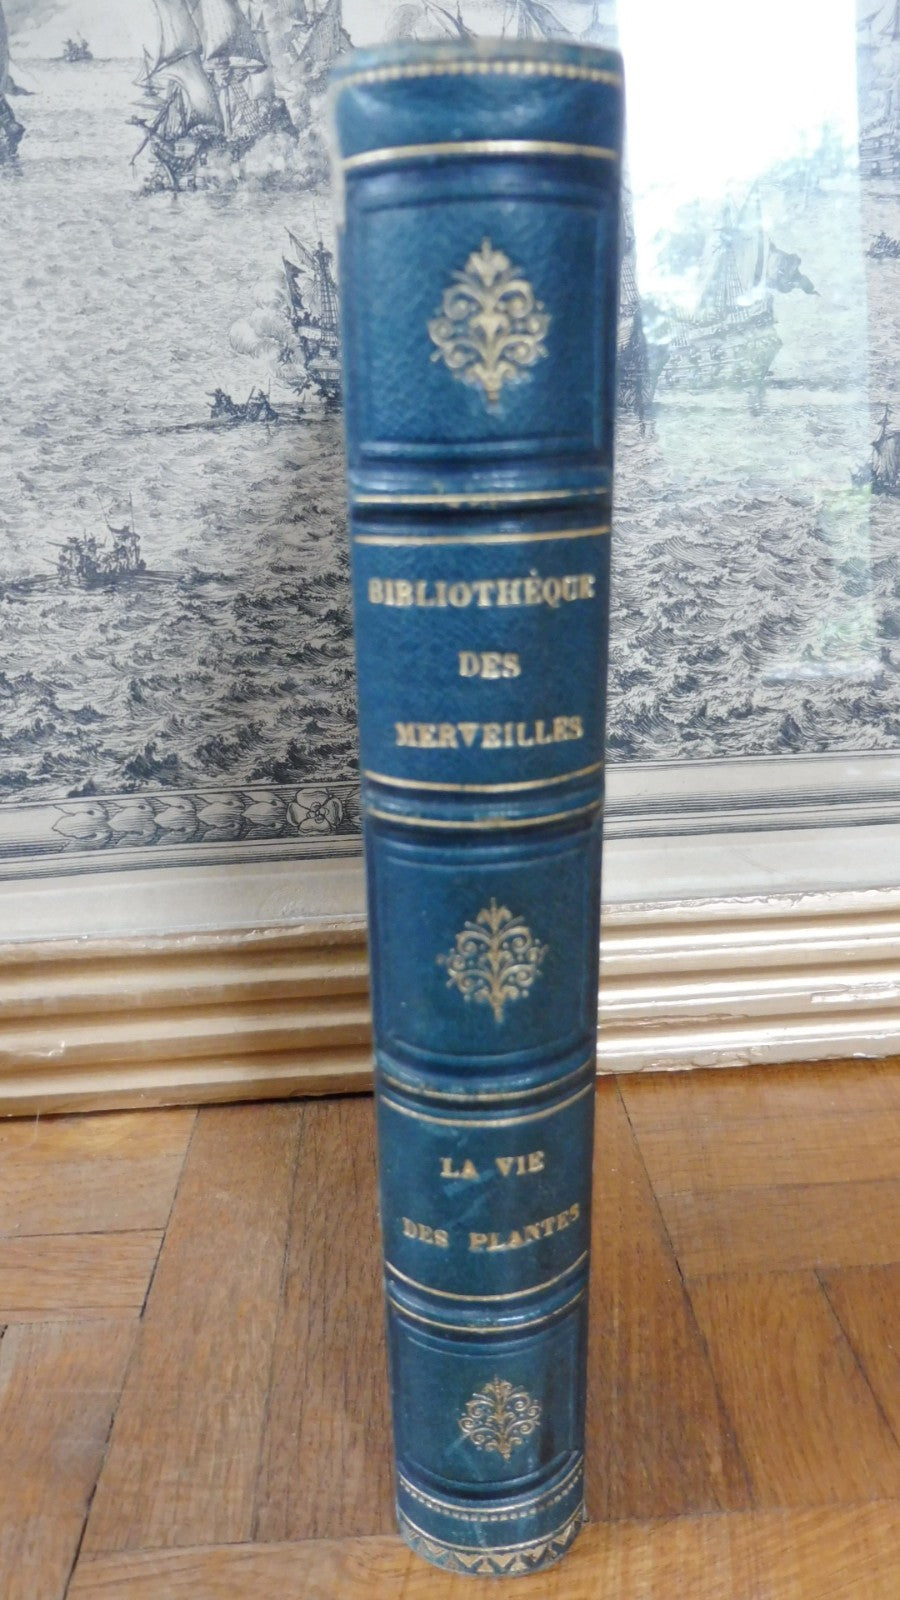 BIBLIOTHÈQUE
DES
MERVEILLES
LA VIE
DES PLANTES